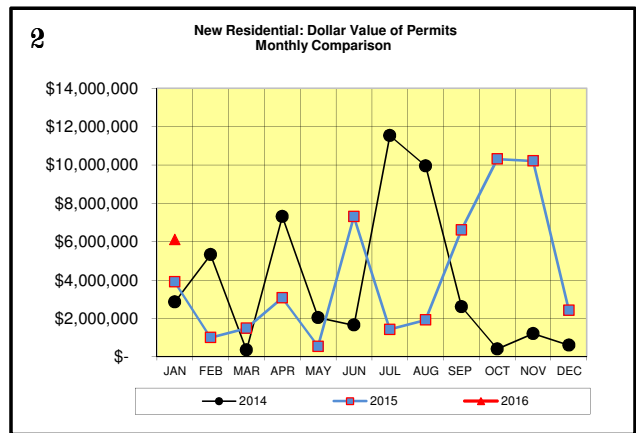 2
New Residential: Dollar Value of Permits
Monthly Comparison
$14,000,000
$12,000,000
$10,000,000
$8,000,000
$6,000,000
$4,000,000
$2,000,000
$-
JAN FEB MAR APR MAY JUN JUL AUG SEP OCT NOV DEC
2014 2015 2016